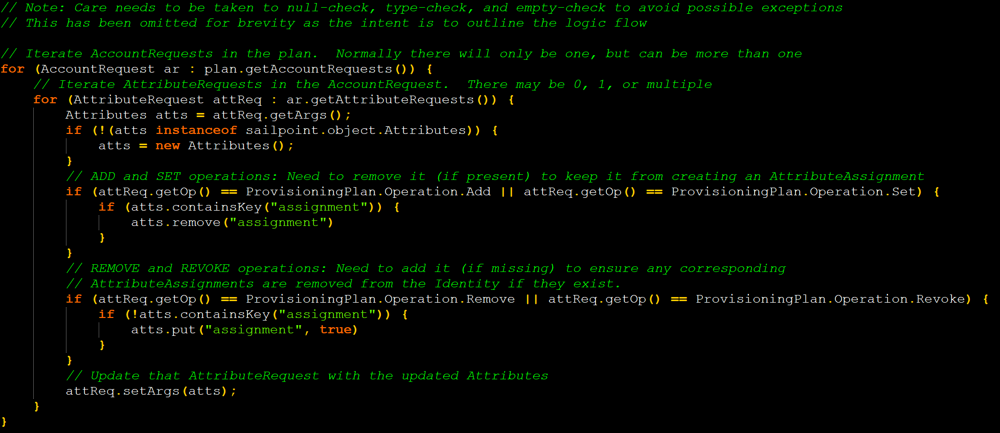 // Note: Care needs to be taken to null-check, type-check, and empty-check to avoid possible exceptions
// This has been omitted for brevity as the intent is to outline the logic flow

// Iterate AccountRequests in the plan.  Normally there will only be one, but can be more than one
for (AccountRequest ar : plan.getAccountRequests()) {
    // Iterate AttributeRequests in the AccountRequest.  There may be 0, 1, or multiple
    for (AttributeRequest attReq : ar.getAttributeRequests()) {
        Attributes atts = attReq.getArgs();
        if (!(atts instanceof sailpoint.object.Attributes)) {
            atts = new Attributes();
        }
        // ADD and SET operations: Need to remove it (if present) to keep it from creating an AttributeAssignment
        if (attReq.getOp() == ProvisioningPlan.Operation.Add || attReq.getOp() == ProvisioningPlan.Operation.Set) {
            if (atts.containsKey("assignment")) {
                atts.remove("assignment")
            }
        }
        // REMOVE and REVOKE operations: Need to add it (if missing) to ensure any corresponding
        // AttributeAssignments are removed from the Identity if they exist.
        if (attReq.getOp() == ProvisioningPlan.Operation.Remove || attReq.getOp() == ProvisioningPlan.Operation.Revoke) {
            if (!atts.containsKey("assignment")) {
                atts.put("assignment", true)
            }
        }
        // Update that AttributeRequest with the updated Attributes
        attReq.setArgs(atts);
    }
}